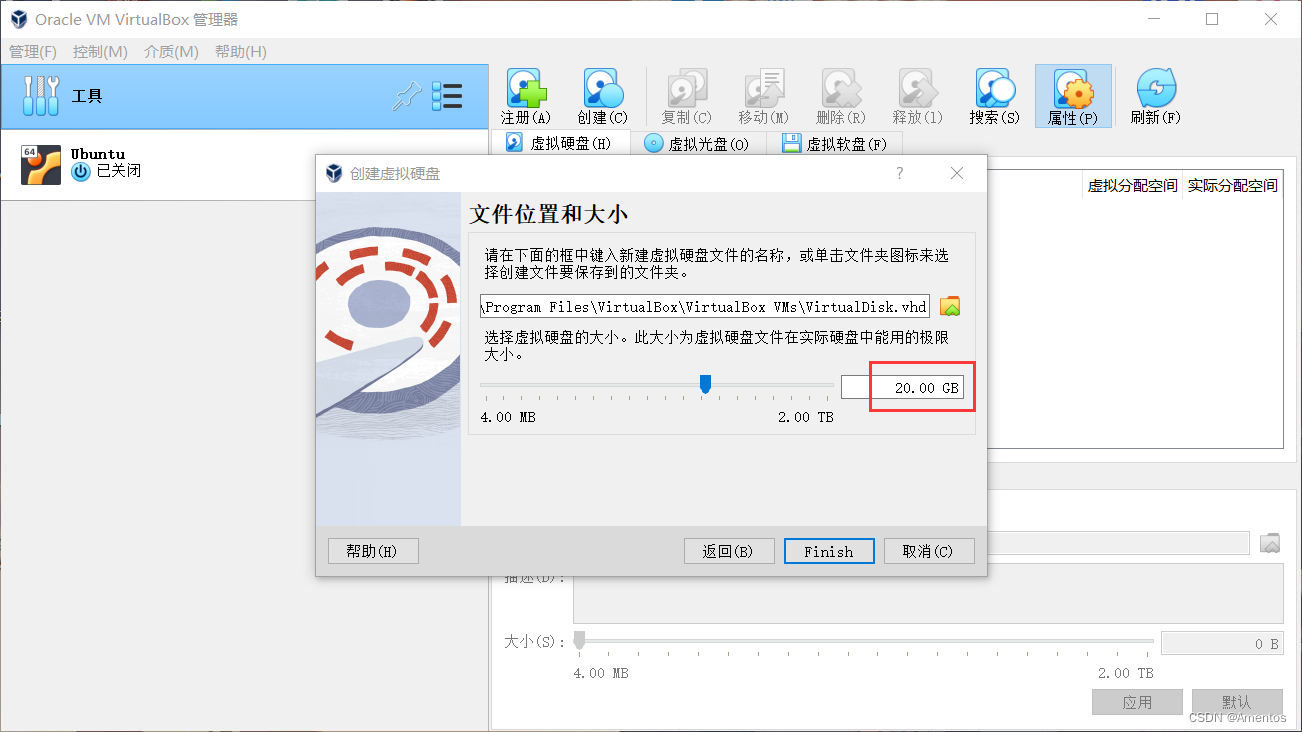 Oracle VM VirtualBox 管理器
管理(F) 控制(M) 介质(M) 帮助(H)
工具
注册(A) 创建(C) 复制(C) 移动(M) 删除(R) 释放(l) 搜索(S) 属性(P) 刷新(F)
64
Ubuntu
已关闭
虚拟硬盘(H) 虚拟光盘(O) 虚拟软盘(F)
虚拟分配空间 实际分配空间
创建虚拟硬盘
?
文件位置和大小
请在下面的框中键入新建虚拟硬盘文件的名称，或单击文件夹图标来选
择创建文件要保存到的文件夹。
\Program Files\VirtualBox\VirtualBox VMs\VirtualDisk.vhd
选择虚拟硬盘的大小。此大小为虚拟硬盘文件在实际硬盘中能用的极限
大小。
20.00 GB
4.00 MB 2.00 TB
帮助(H) 返回(B) Finish 取消(C)
描述(D):
大小(S): 0 B
4.00 MB 2.00 TB
应用 默认
CSDN @Amentos